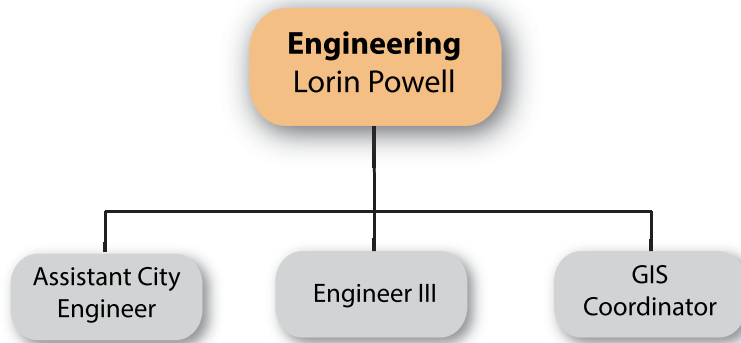 Engineering
Lorin Powell
Assistant City
Engineer
Engineer III
GIS
Coordinator